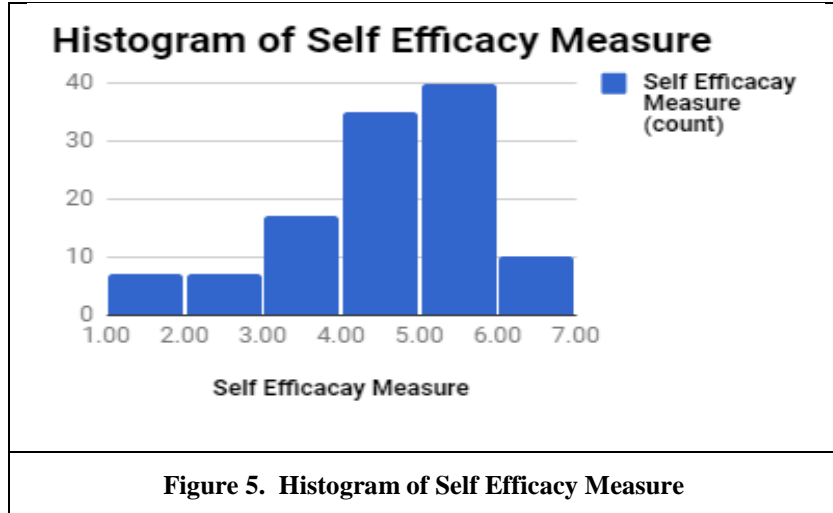 Histogram of Self Efficacy Measure
40
30
20
10
0
1.00 2.00 3.00 4.00 5.00 6.00 7.00
Self Efficacay Measure
Self Efficacay
Measure
(count)
Figure 5. Histogram of Self Efficacy Measure